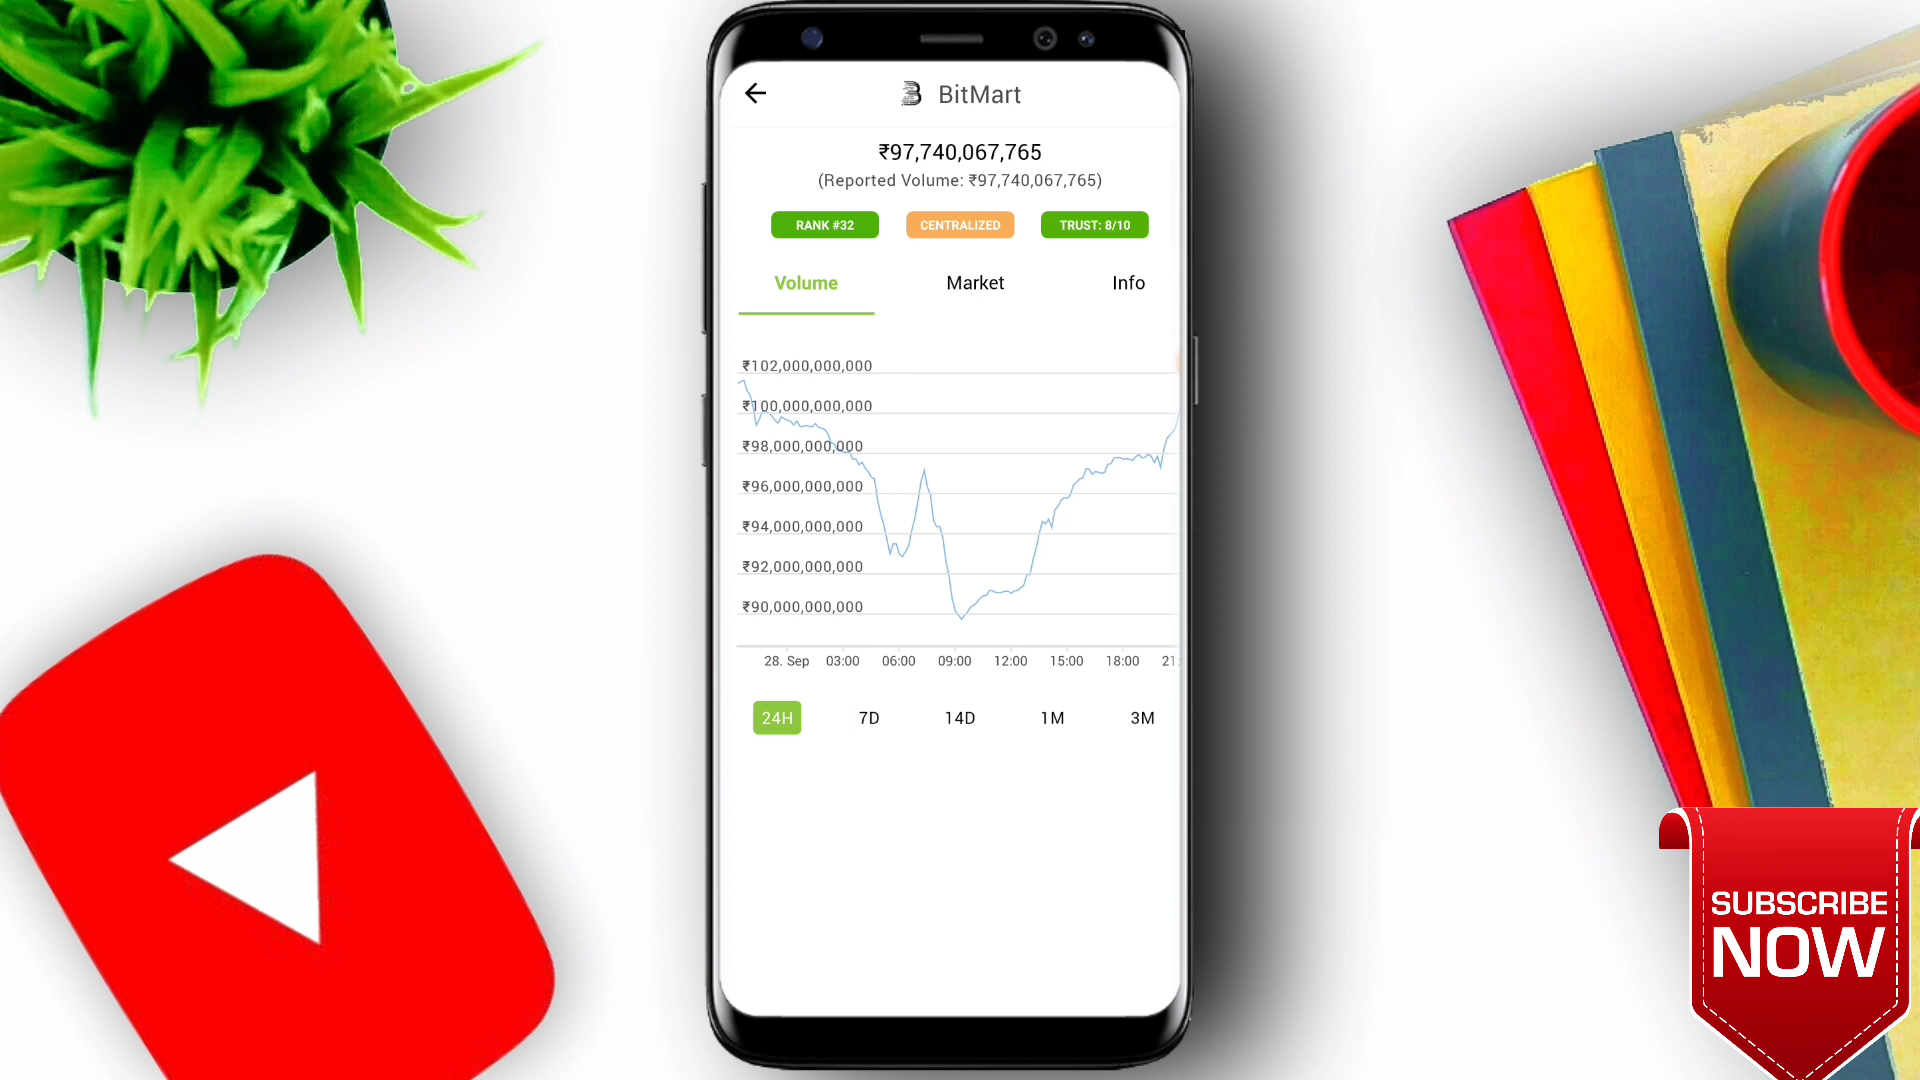 BitMart
₹97,740,067,765
(Reported Volume: ₹97,740,067,765)
RANK #32 CENTRALIZED TRUST: 8/10
Volume Market Info
₹102,000,000,000
₹100,000,000,000
₹98,000,000,000
₹96,000,000,000
₹94,000,000,000
₹92,000,000,000
₹90,000,000,000
28. Sep 03:00 06:00 09:00 12:00 15:00 18:00 21:
24H 7D 14D 1M 3M
SUBSCRIBE
NOW